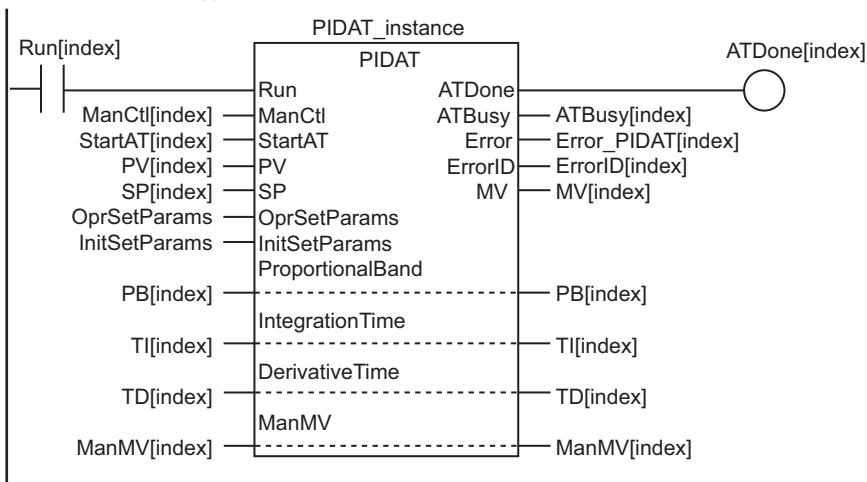 PIDAT_instance
Run[index] PIDAT ATDone[index]
Run ATDone
ManCtl[index] ManCtl ATBusy ATBusy[index]
StartAT[index] StartAT Error Error_PIDAT[index]
PV[index] PV ErrorID ErrorID[index]
SP[index] SP MV MV[index]
OprSetParams OprSetParams
InitSetParams InitSetParams
ProportionalBand
PB[index] PB[index]
IntegrationTime
TI[index] TI[index]
DerivativeTime
TD[index] TD[index]
ManMV
ManMV[index] ManMV[index]